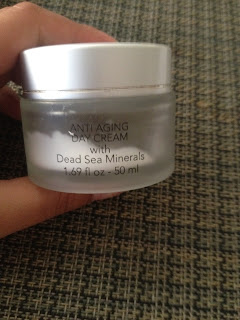 ANTI AGING
DAY CREAM
with
Dead Sea Minerals
1.69 fl oz - 50 ml